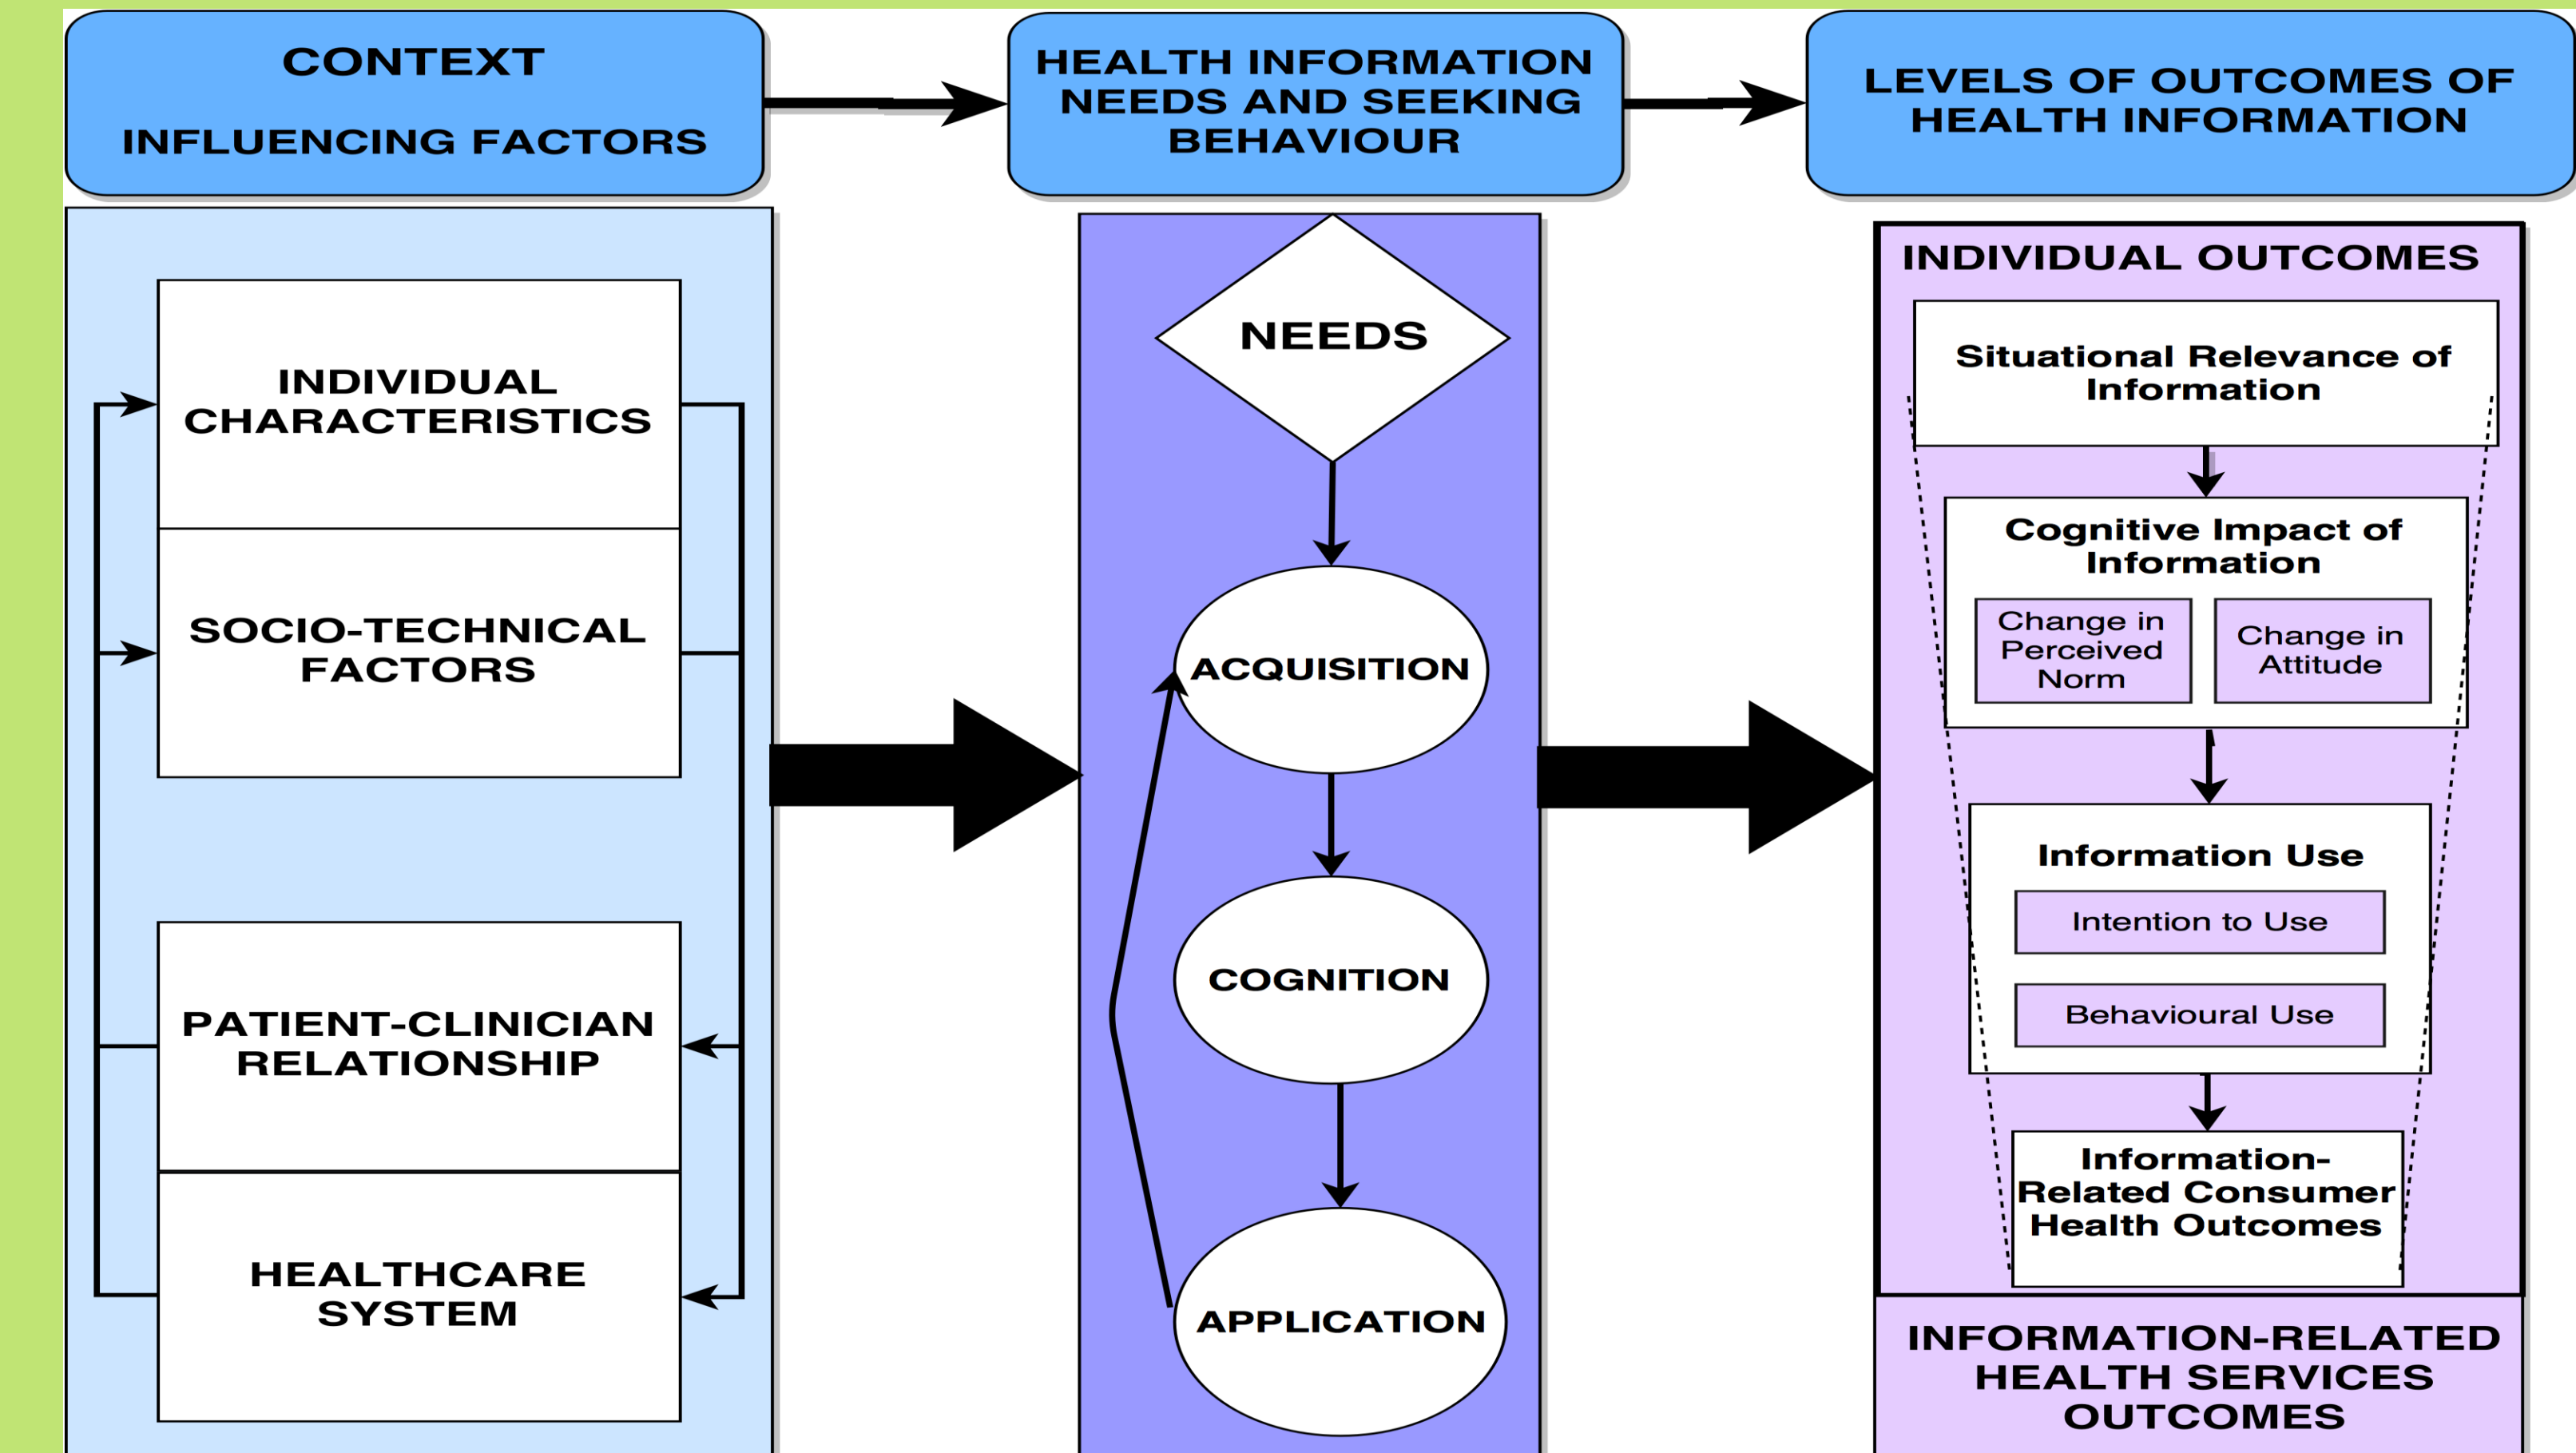 CONTEXT
INFLUENCING FACTORS
HEALTH INFORMATION
NEEDS AND SEEKING
BEHAVIOUR
LEVELS OF OUTCOMES OF
HEALTH INFORMATION
INDIVIDUAL
CHARACTERISTICS
SOCIO-TECHNICAL
FACTORS
PATIENT-CLINICIAN
RELATIONSHIP
HEALTHCARE
SYSTEM
NEEDS
ACQUISITION
COGNITION
APPLICATION
INDIVIDUAL OUTCOMES
Situational Relevance of
Information
Cognitive Impact of
Information
Change in
Perceived
Norm
Change in
Attitude
Information Use
Intention to Use
Behavioural Use
Information-
Related Consumer
Health Outcomes
INFORMATION-RELATED
HEALTH SERVICES
OUTCOMES